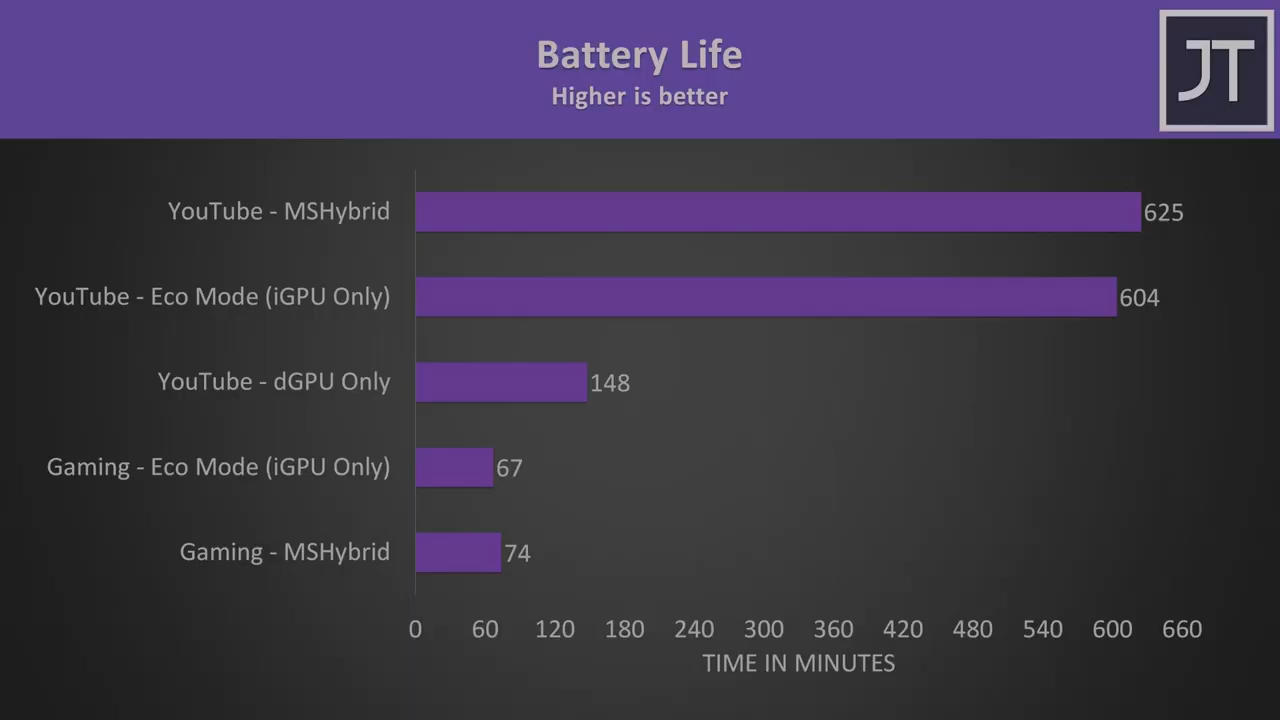 Battery Life
Higher is better
JT
YouTube - MSHybrid 625
YouTube - Eco Mode (iGPU Only) 604
YouTube - dGPU Only 148
Gaming - Eco Mode (iGPU Only) 67
Gaming - MSHybrid 74
0 60 120 180 240 300 360 420 480 540 600 660
TIME IN MINUTES